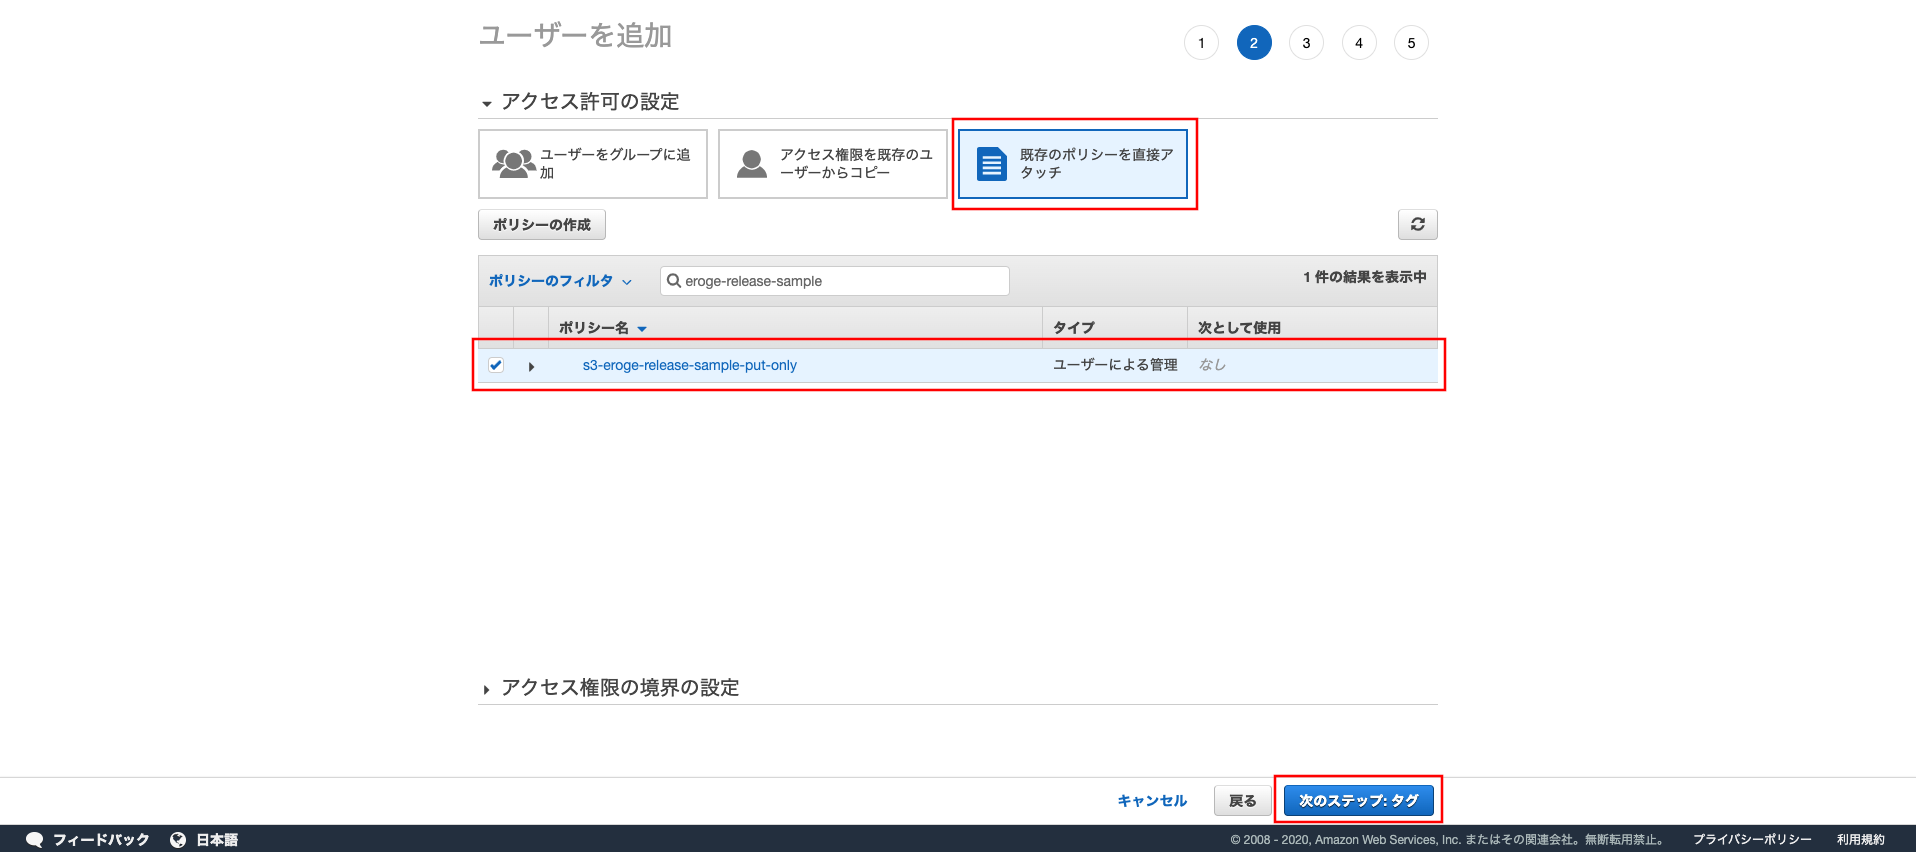 ユーザーを追加
1 2 3 4 5
アクセス許可の設定
ユーザーをグループに追
加
アクセス権限を既存のユ
ーザーからコピー
既存のポリシーを直接ア
タッチ
ポリシーの作成
ポリシーのフィルタ eroge-release-sample 1 件の結果を表示中
ポリシー名 タイプ 次として使用
s3-eroge-release-sample-put-only ユーザーによる管理 なし
アクセス権限の境界の設定
キャンセル 戻る 次のステップ: タグ
フィードバック 日本語 © 2008 - 2020, Amazon Web Services, Inc. またはその関連会社。無断転用禁止。 プライバシーポリシー 利用規約